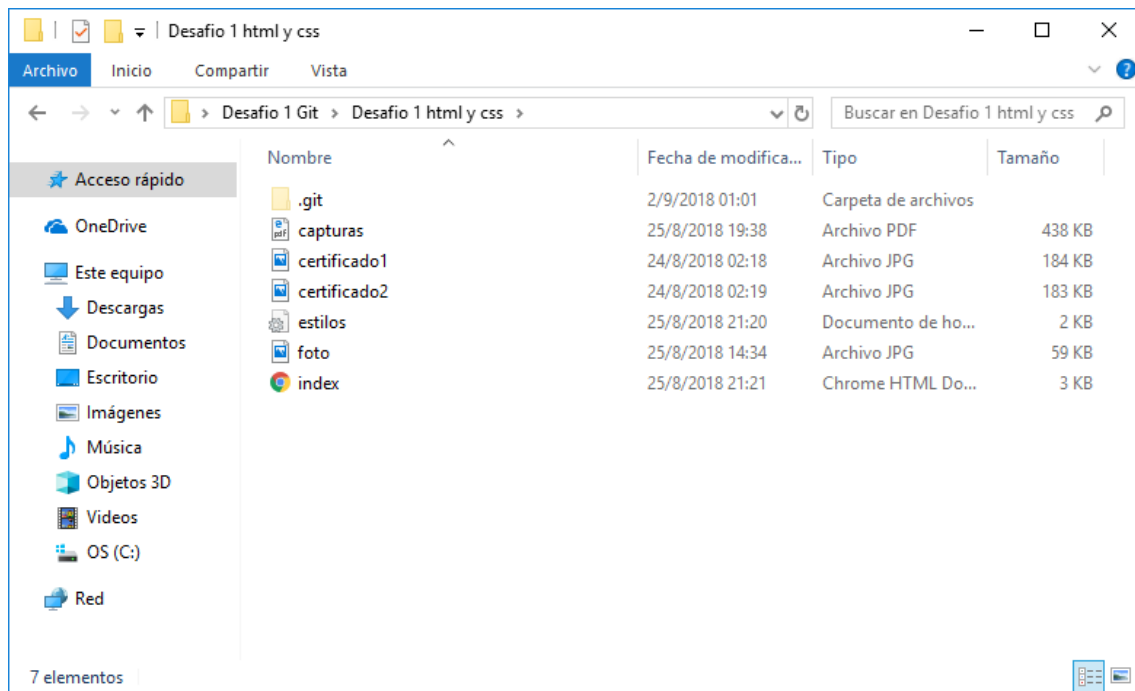 Desafio 1 html y css
Archivo Inicio Compartir Vista ?
Desafio 1 Git > Desafio 1 html y css > Buscar en Desafio 1 html y css
Nombre Fecha de modifica... Tipo Tamaño
Acceso rápido
OneDrive
Este equipo
Descargas
Documentos
Escritorio
Imágenes
Música
Objetos 3D
Videos
OS (C:)
Red
.git 2/9/2018 01:01 Carpeta de archivos
capturas 25/8/2018 19:38 Archivo PDF 438 KB
certificado1 24/8/2018 02:18 Archivo JPG 184 KB
certificado2 24/8/2018 02:19 Archivo JPG 183 KB
estilos 25/8/2018 21:20 Documento de ho... 2 KB
foto 25/8/2018 14:34 Archivo JPG 59 KB
index 25/8/2018 21:21 Chrome HTML Do... 3 KB
7 elementos